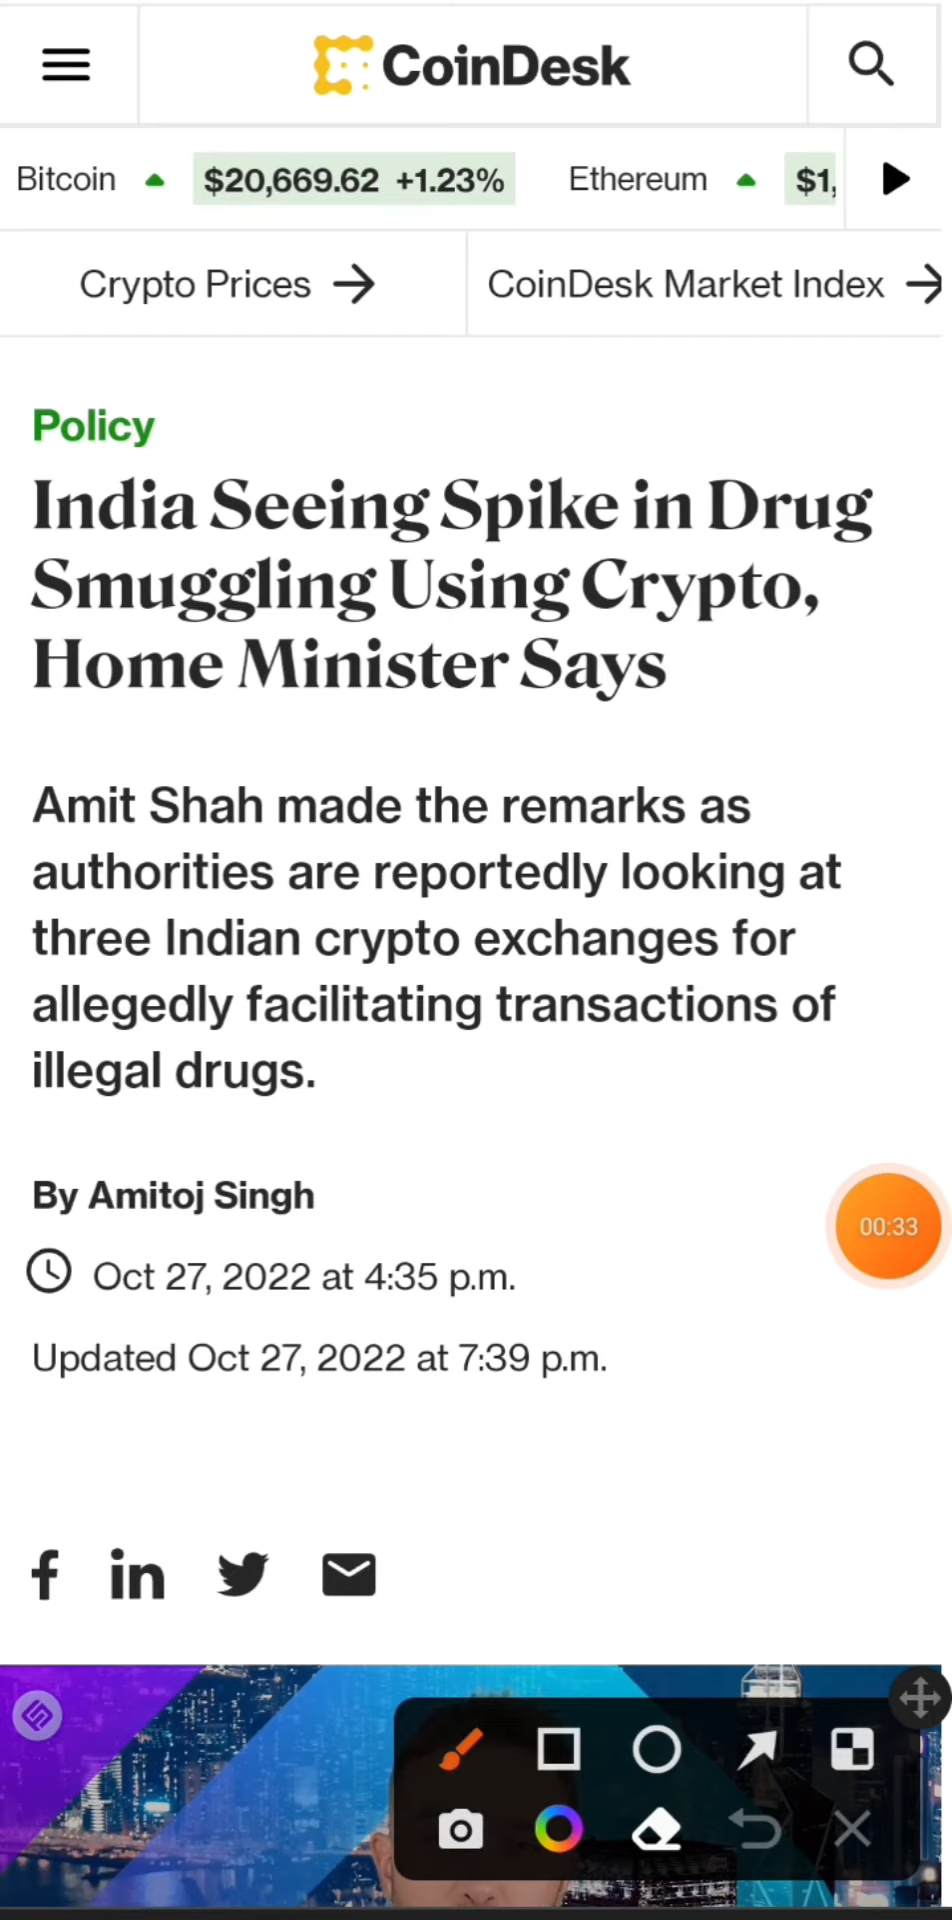 CoinDesk
Bitcoin ▲ $20,669.62 +1.23% Ethereum ▲ $1,
Crypto Prices → CoinDesk Market Index →
Policy
India Seeing Spike in Drug
Smuggling Using Crypto,
Home Minister Says
Amit Shah made the remarks as
authorities are reportedly looking at
three Indian crypto exchanges for
allegedly facilitating transactions of
illegal drugs.
By Amitoj Singh
00:33
Oct 27, 2022 at 4:35 p.m.
Updated Oct 27, 2022 at 7:39 p.m.